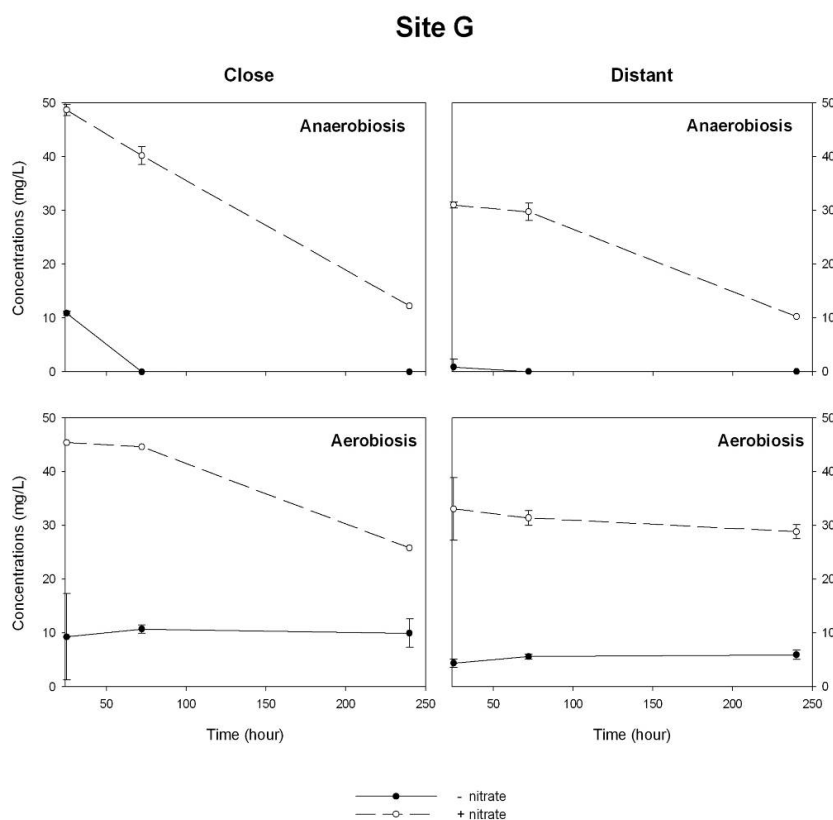 Site G
Close
Distant
50
40
30
20
10
0
Concentrations (mg/L)
Anaerobiosis
Anaerobiosis
50
40
30
20
10
0
50
40
30
20
10
0
Concentrations (mg/L)
Aerobiosis
Aerobiosis
50
40
30
20
10
0
50 100 150 200 250
50 100 150 200 250
Time (hour)
Time (hour)
- nitrate
+ nitrate